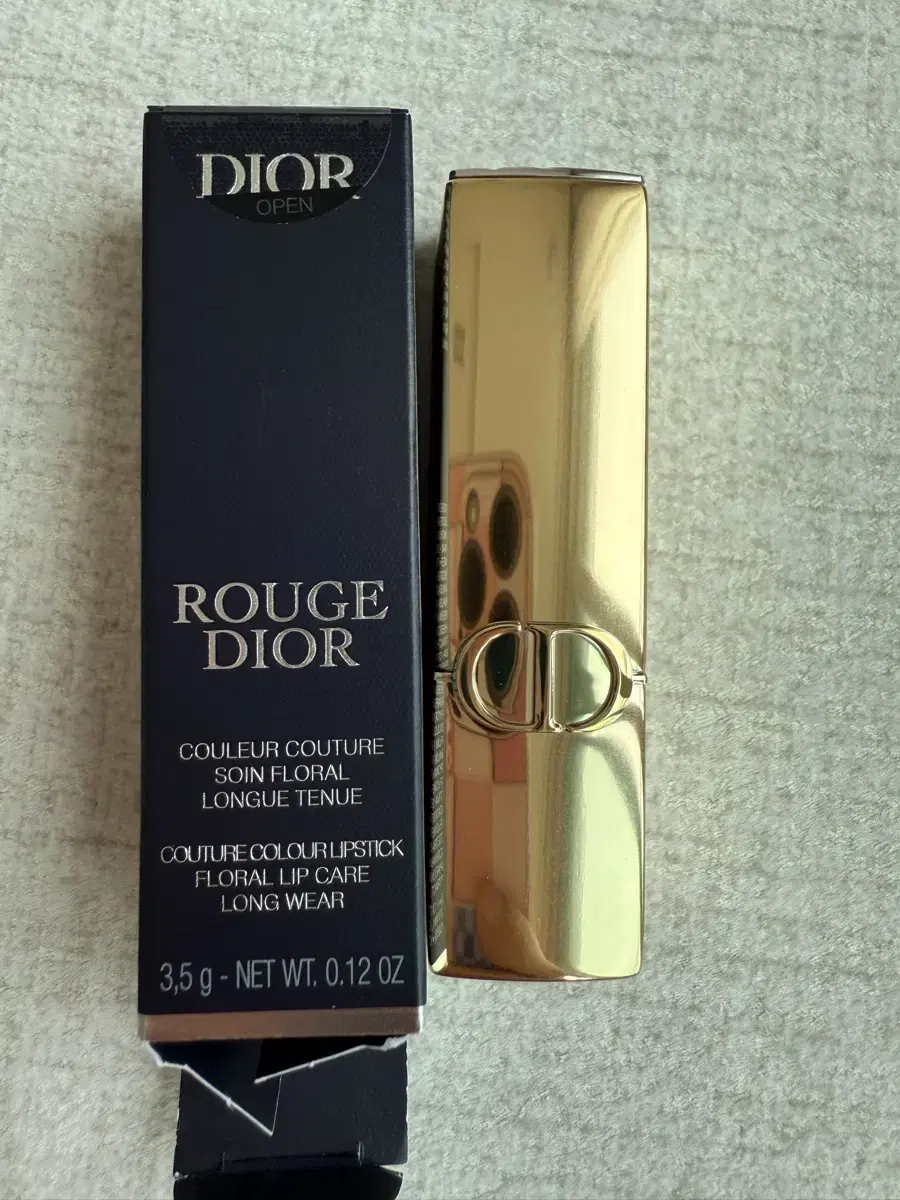 DIOR
OPEN
ROUGE
DIOR
COULEUR COUTURE
SOIN FLORAL
LONGUE TENUE
COUTURE COLOUR LIPSTICK
FLORAL LIP CARE
LONG WEAR
3,5 g - NET WT. 0.12 OZ
CD